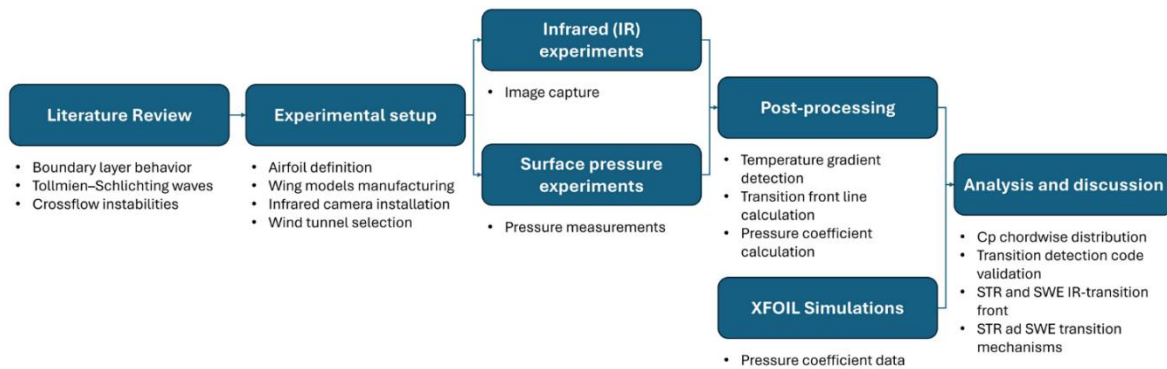 Literature Review
• Boundary layer behavior
• Tollmien–Schlichting waves
• Crossflow instabilities
Experimental setup
• Airfoil definition
• Wing models manufacturing
• Infrared camera installation
• Wind tunnel selection
Infrared (IR)
experiments
• Image capture
Surface pressure
experiments
• Pressure measurements
Post-processing
• Temperature gradient
detection
• Transition front line
calculation
• Pressure coefficient
calculation
XFOIL Simulations
• Pressure coefficient data
Analysis and discussion
• Cp chordwise distribution
• Transition detection code
validation
• STR and SWE IR-transition
front
• STR ad SWE transition
mechanisms